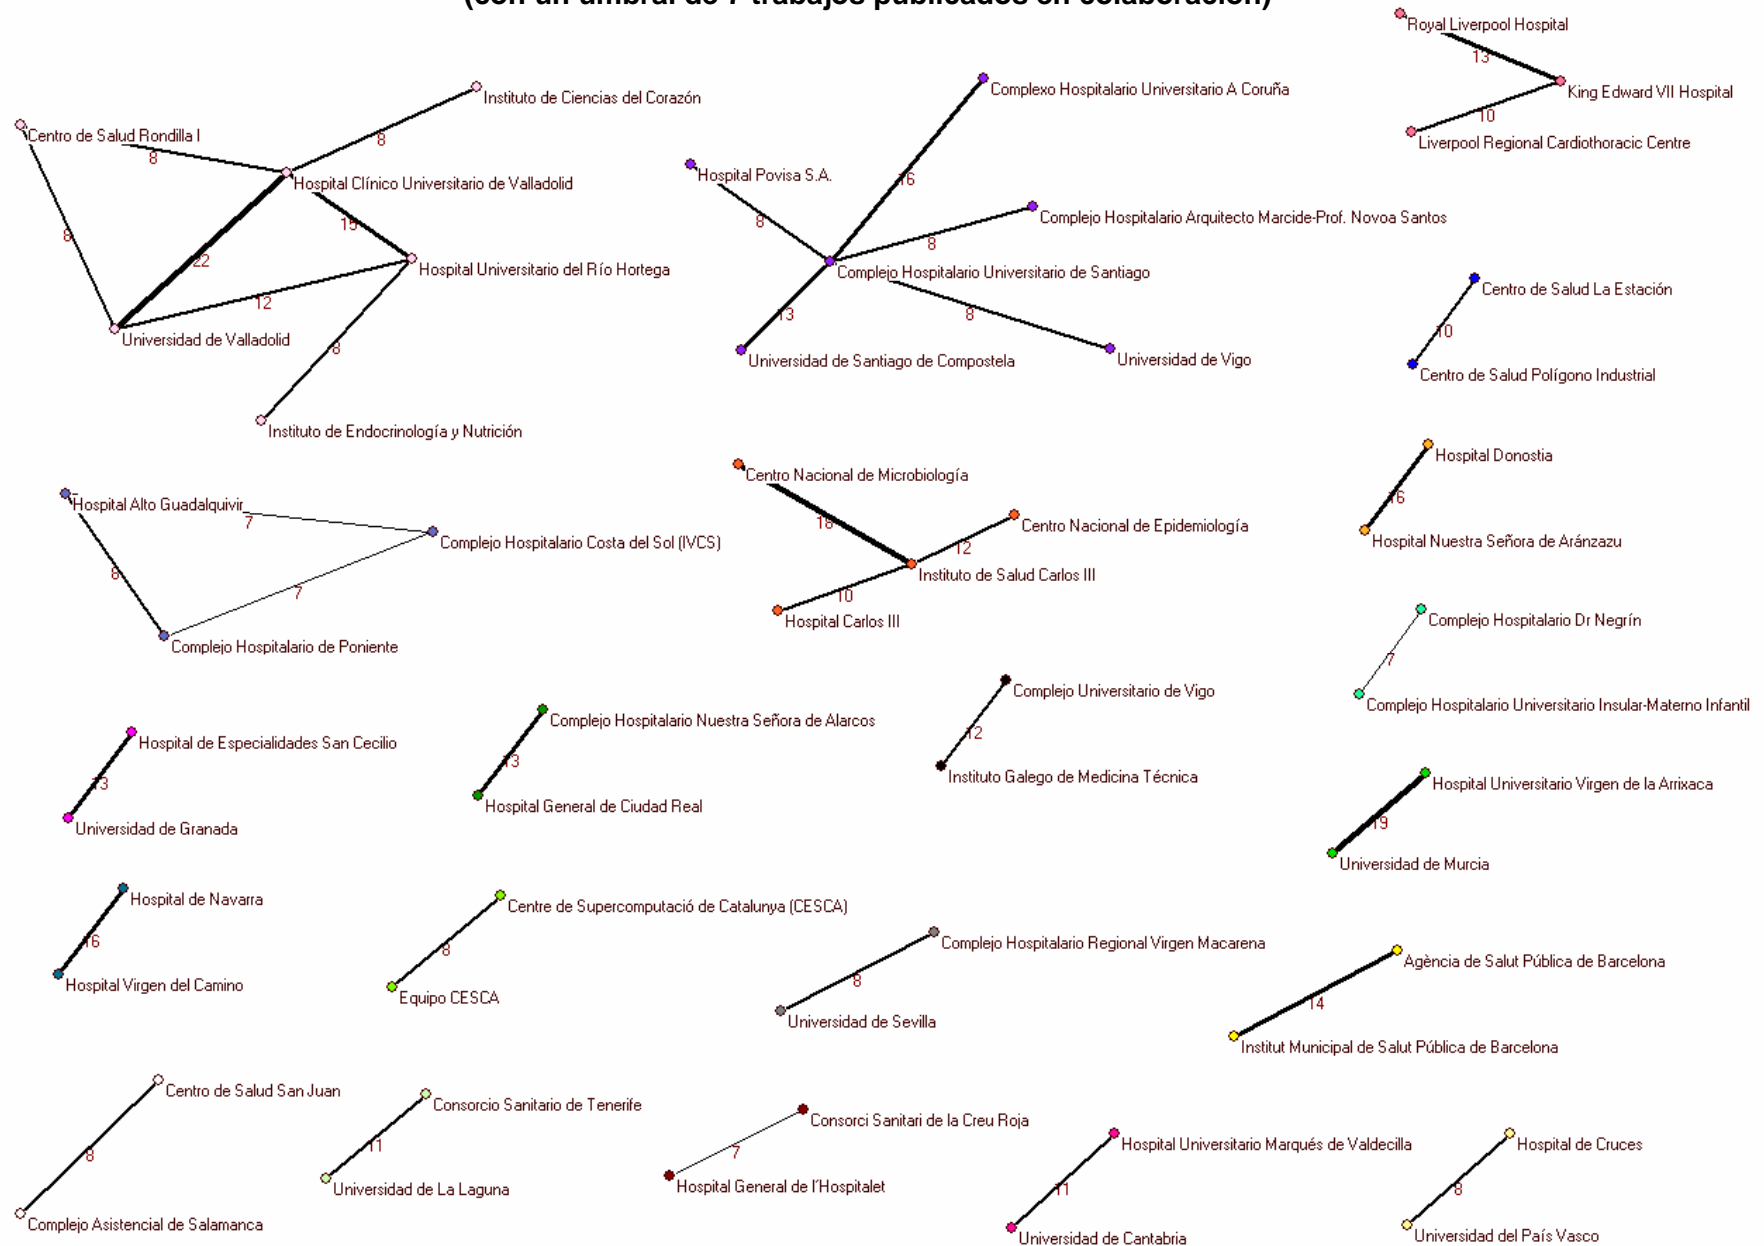 (con un umbral de 7 trabajos publicados en colaboración)
Royal Liverpool Hospital
13
King Edward VII Hospital
10
Liverpool Regional Cardiothoracic Centre
Instituto de Ciencias del Corazón
Centro de Salud Rondilla I
8
8
Hospital Clínico Universitario de Valladolid
8
15
22
Hospital Universitario del Río Hortega
12
Universidad de Valladolid
8
Instituto de Endocrinología y Nutrición
Complexo Hospitalario Universitario A Coruña
Hospital Povisa S.A.
16
8
Complejo Hospitalario Arquitecto Marcide-Prof. Novoa Santos
8
Complejo Hospitalario Universitario de Santiago
13
8
Universidad de Santiago de Compostela
Universidad de Vigo
Centro de Salud La Estación
10
Centro de Salud Polígono Industrial
Hospital Alto Guadalquivir
7
Complejo Hospitalario Costa del Sol (IVCS)
8
7
Complejo Hospitalario de Poniente
Centro Nacional de Microbiología
18
Centro Nacional de Epidemiología
12
Instituto de Salud Carlos III
10
Hospital Carlos III
Hospital Donostia
16
Hospital Nuestra Señora de Aránzazu
Complejo Hospitalario Dr Negrín
7
Complejo Hospitalario Universitario Insular-Materno Infantil
Hospital de Especialidades San Cecilio
13
Universidad de Granada
Complejo Hospitalario Nuestra Señora de Alarcos
13
Hospital General de Ciudad Real
Complejo Universitario de Vigo
12
Instituto Galego de Medicina Técnica
Hospital Universitario Virgen de la Arrixaca
19
Universidad de Murcia
Hospital de Navarra
16
Hospital Virgen del Camino
Centre de Supercomputació de Catalunya (CESCA)
8
Equipo CESCA
Complejo Hospitalario Regional Virgen Macarena
8
Universidad de Sevilla
Agència de Salut Pública de Barcelona
14
Institut Municipal de Salut Pública de Barcelona
Centro de Salud San Juan
8
Complejo Asistencial de Salamanca
Consorcio Sanitario de Tenerife
11
Universidad de La Laguna
Consorci Sanitari de la Creu Roja
7
Hospital General de l'Hospitalet
Hospital Universitario Marqués de Valdecilla
11
Universidad de Cantabria
Hospital de Cruces
8
Universidad del País Vasco